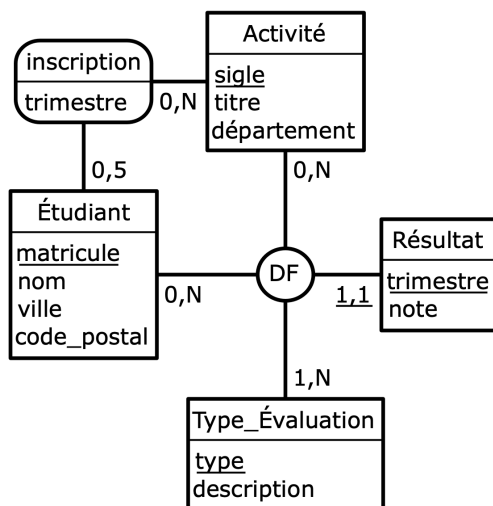 Activité
sigle
titre
département
inscription
trimestre
0,N
0,5
0,N
Étudiant
matricule
nom
ville
code_postal
0,N
DF
1,1
Résultat
trimestre
note
1,N
Type_Évaluation
type
description